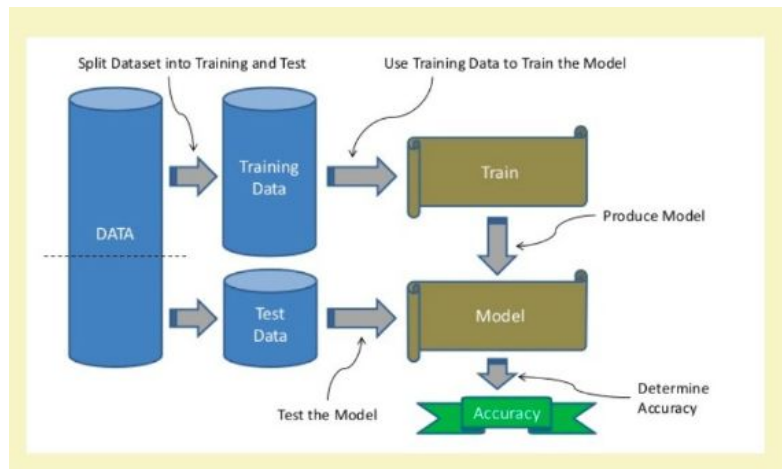 Split Dataset into Training and Test
Use Training Data to Train the Model
Training
Data
Train
DATA
Produce Model
Test
Data
Model
Test the Model
Determine
Accuracy
Accuracy